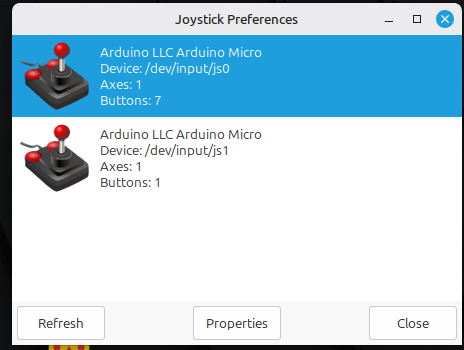 Joystick Preferences
Arduino LLC Arduino Micro
Device: /dev/input/js0
Axes: 1
Buttons: 7
Arduino LLC Arduino Micro
Device: /dev/input/js1
Axes: 1
Buttons: 1
Refresh
Properties
Close